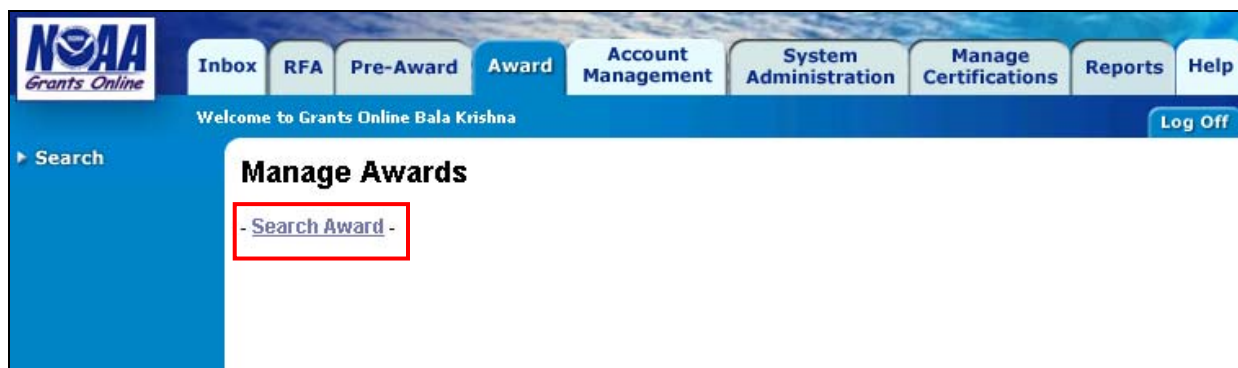 NOAA
Grants Online
Inbox
RFA
Pre-Award
Award
Account Management
System Administration
Manage Certifications
Reports
Help
Welcome to Grants Online Bala Krishna
Log Off
Search
Manage Awards
- Search Award -